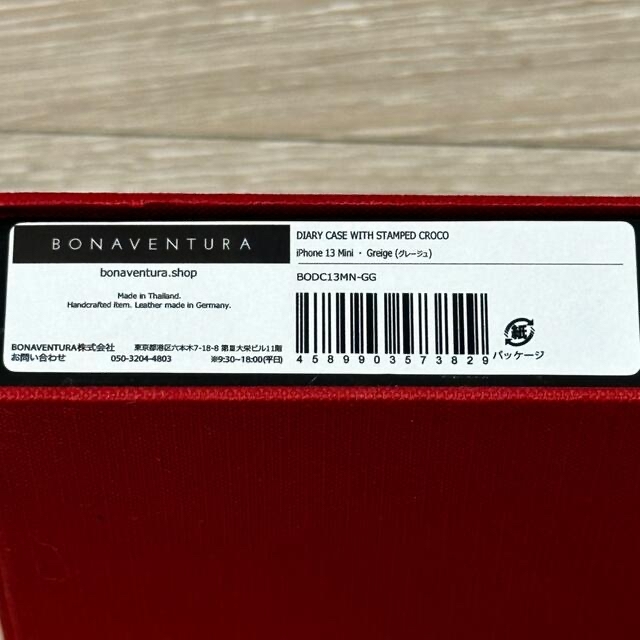 BONAVENTURA
bonaventura.shop
Made in Thailand.
Handcrafted item. Leather made in Germany.
BONAVENTURA株式会社 東京都港区六本木7-18-8 第Ⅲ大栄ビル11階
お問い合わせ 050-3204-4803 ※9:30~18:00(平日)
DIARY CASE WITH STAMPED CROCO
iPhone 13 Mini ・ Greige (グレージュ)
BODC13MN-GG
4589903573829
紙
パッケージ